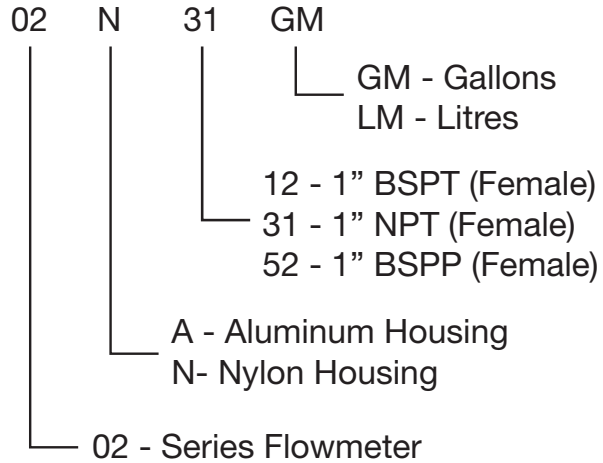 02 N 31 GM
GM - Gallons
LM - Litres
12 - 1” BSPT (Female)
31 - 1” NPT (Female)
52 - 1” BSPP (Female)
A - Aluminum Housing
N- Nylon Housing
02 - Series Flowmeter